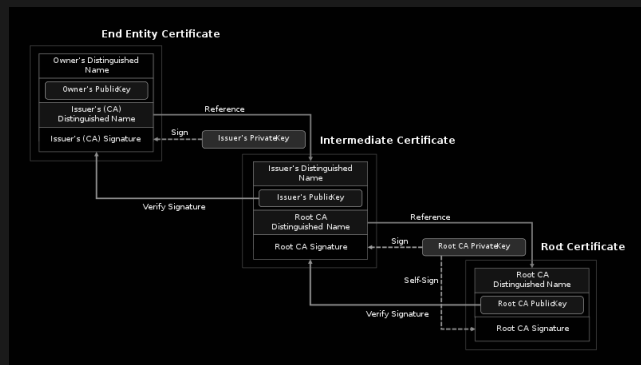 End Entity Certificate
Owner's Distinguished
Name
Owner's PublicKey
Issuer's (CA)
Distinguished Name
Reference
Issuer's (CA) Signature
Sign
Issuer's PrivateKey
Intermediate Certificate
Issuer's Distinguished
Name
Issuer's PublicKey
Verify Signature
Root CA
Distinguished Name
Reference
Root CA Signature
Sign
Root CA PrivateKey
Root Certificate
Self-Sign
Root CA
Distinguished Name
Root CA PublicKey
Verify Signature
Root CA Signature